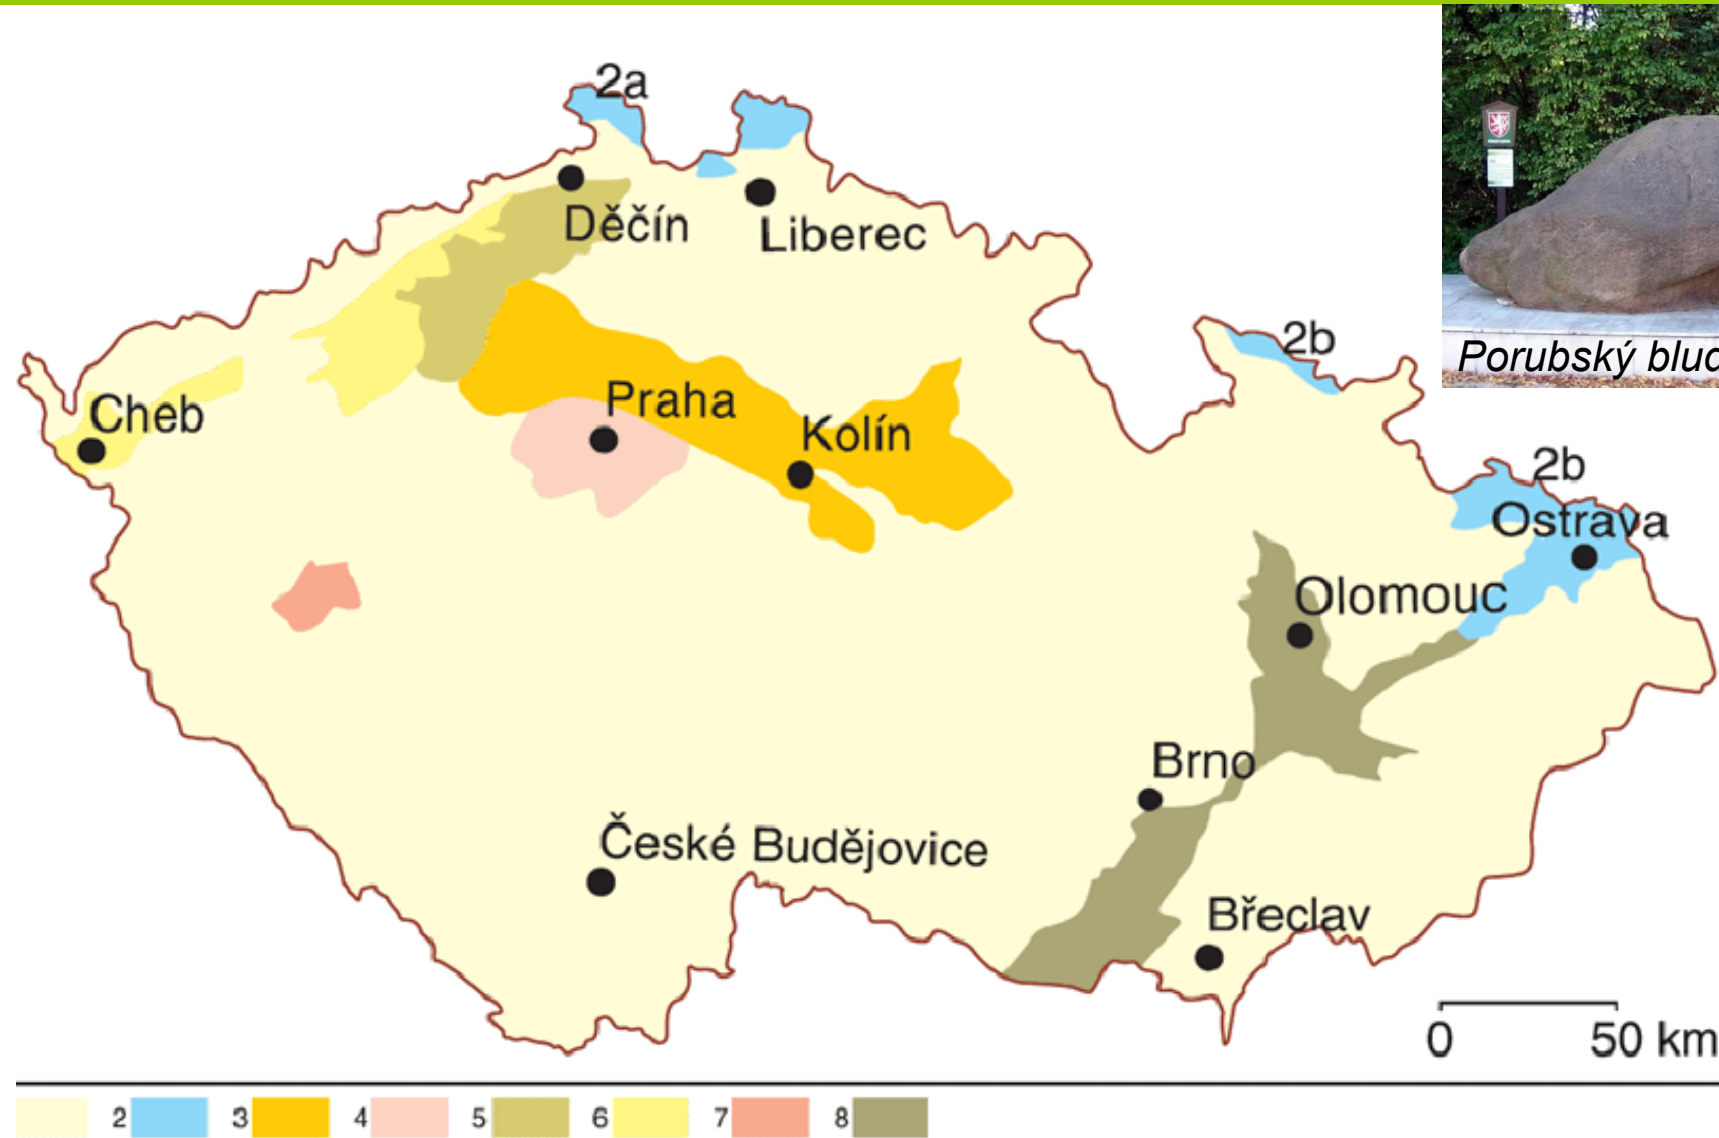 2a
Děčín
Liberec
2b
Porubský
Cheb
Praha
Kolín
2b
Ostrava
Olomouc
Brno
České Budějovice
Břeclav
0 50 km
2 3 4 5 6 7 8